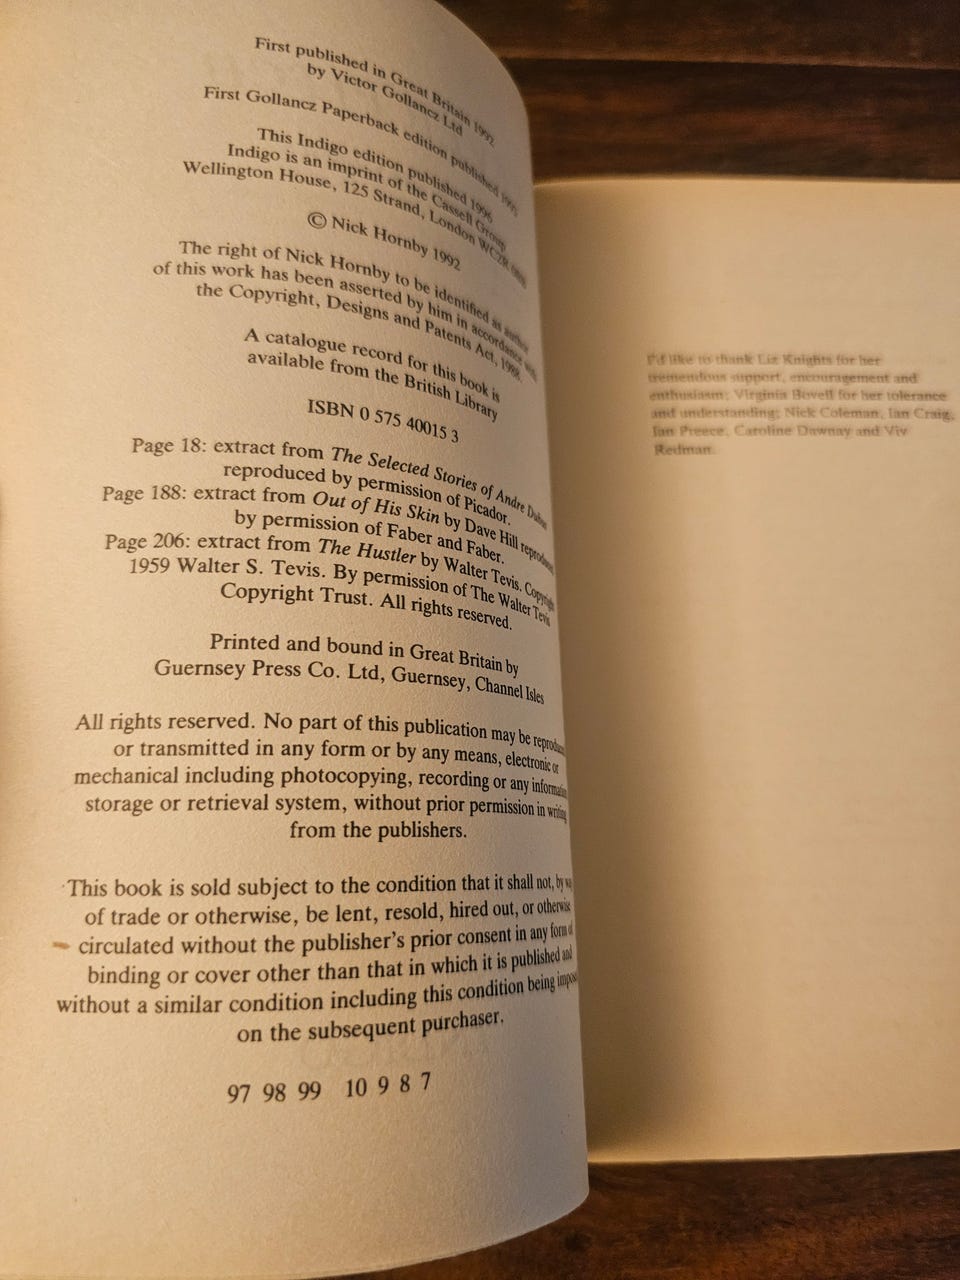 First published in Great Britain 1992
by Victor Gollancz Ltd
First Gollancz Paperback edition published 1993
This Indigo edition published 1996
Indigo is an imprint of the Cassell Group
Wellington House, 125 Strand, London WC2R
© Nick Hornby 1992
The right of Nick Hornby to be identified as author
of this work has been asserted by him in accordance with
the Copyright, Designs and Patents Act, 1988.
A catalogue record for this book is
available from the British Library
ISBN 0 575 40015 3
Page 18: extract from The Selected Stories of Andre
reproduced by permission of Picador.
Page 188: extract from Out of His Skin by Dave Hill
by permission of Faber and Faber.
Page 206: extract from The Hustler by Walter Tevis. Copyright
1959 Walter S. Tevis. By permission of The Walter Tevis
Copyright Trust. All rights reserved.
Printed and bound in Great Britain by
Guernsey Press Co. Ltd, Guernsey, Channel Isles
All rights reserved. No part of this publication may be
or transmitted in any form or by any means, electronic or
mechanical including photocopying, recording or any
storage or retrieval system, without prior permission in writing
from the publishers.
This book is sold subject to the condition that it shall not, by
of trade or otherwise, be lent, resold, hired out, or otherwise
circulated without the publisher's prior consent in any form of
binding or cover other than that in which it is published and
without a similar condition including this condition being
on the subsequent purchaser.
97 98 99 10 9 8 7
I'd like to thank Liz Knights for her
tremendous support, encouragement and
enthusiasm; Virginia Bovell for her tolerance
and understanding; Nick Coleman, Ian Craig,
Ian Preece, Caroline Dawnay and Viv
Redman.